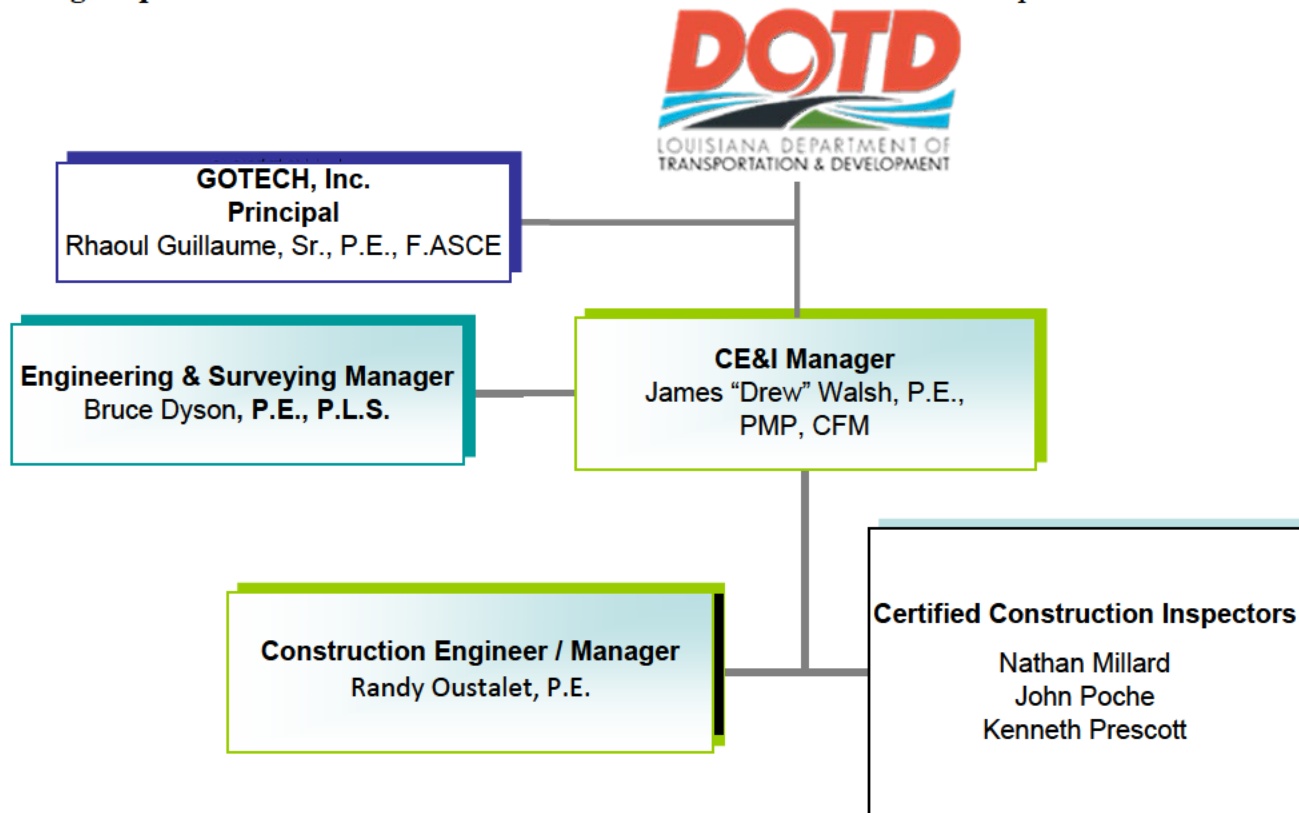 DOTD
LOUISIANA DEPARTMENT OF
TRANSPORTATION & DEVELOPMENT
GOTECH, Inc.
Principal
Rhaoul Guillaume, Sr., P.E., F.ASCE
Engineering & Surveying Manager
Bruce Dyson, P.E., P.L.S.
CE&I Manager
James “Drew” Walsh, P.E.,
PMP, CFM
Construction Engineer / Manager
Randy Oustalet, P.E.
Certified Construction Inspectors
Nathan Millard
John Poche
Kenneth Prescott